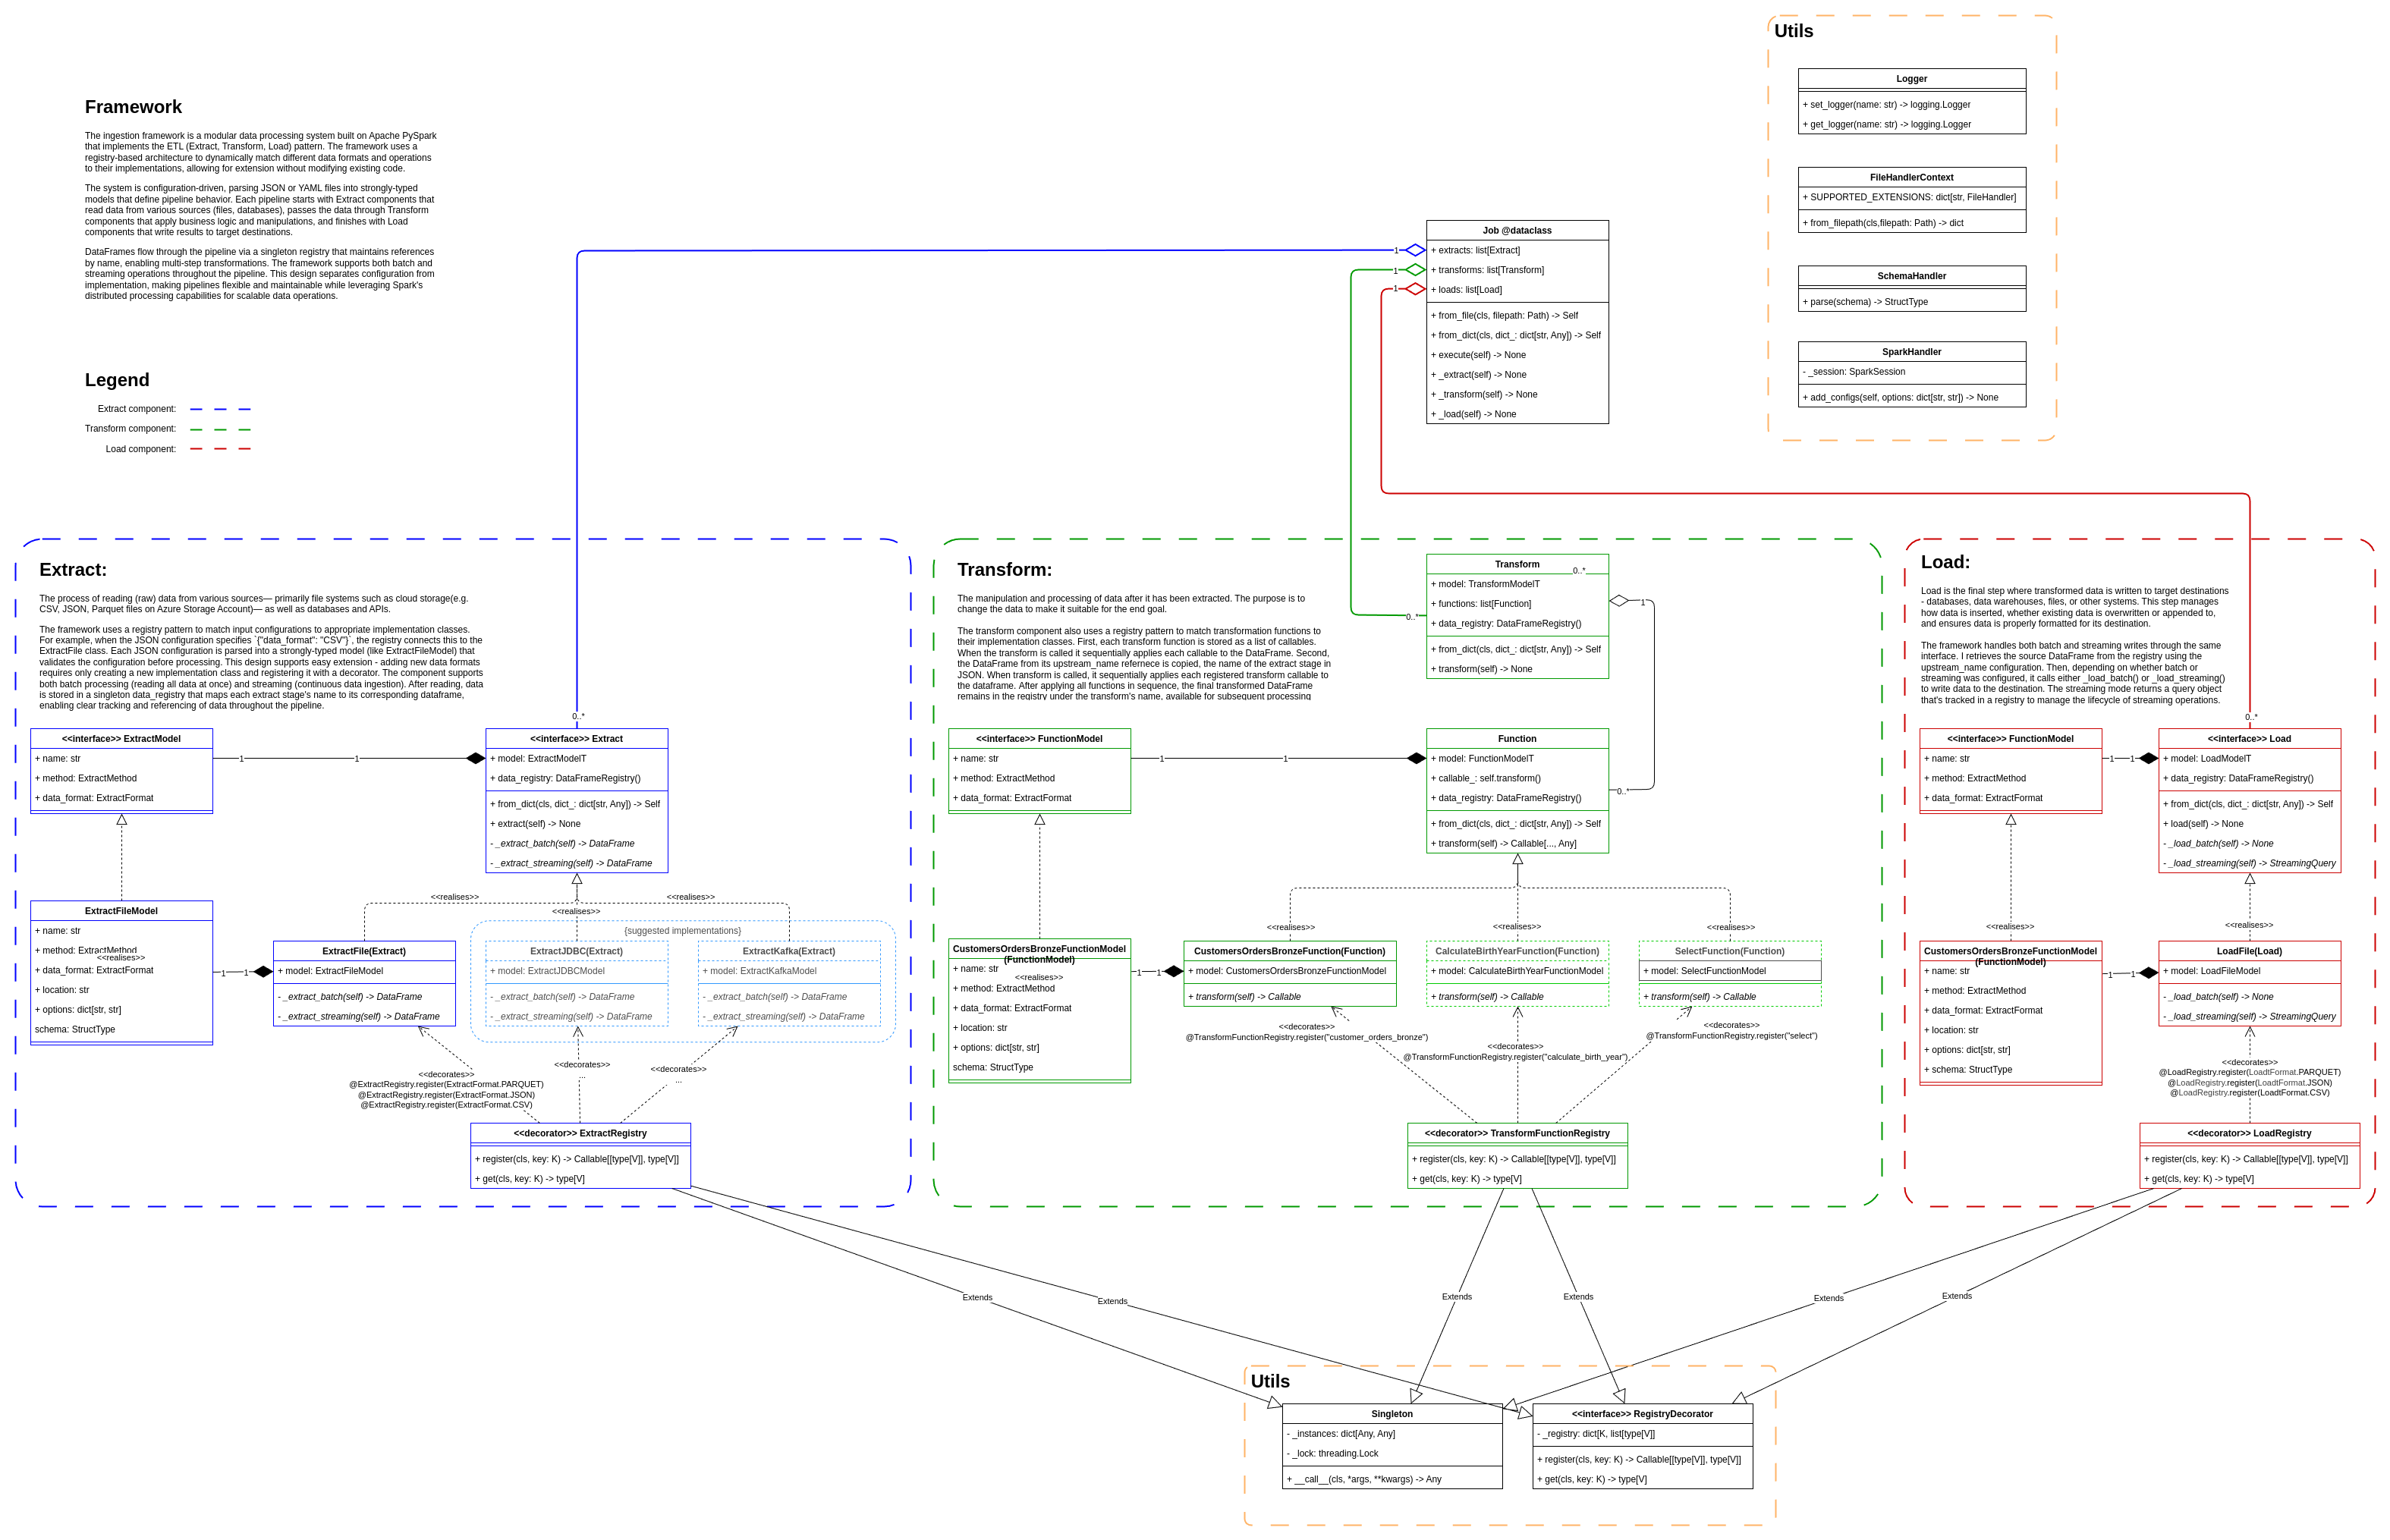 Framework
The ingestion framework is a modular data processing system built on Apache PySpark
that implements the ETL (Extract, Transform, Load) pattern. The framework uses a
registry-based architecture to dynamically match different data formats and operations
to their implementations, allowing for extension without modifying existing code.
The system is configuration-driven, parsing JSON or YAML files into strongly-typed
models that define pipeline behavior. Each pipeline starts with Extract components that
read data from various sources (files, databases), passes the data through Transform
components that apply business logic and manipulations, and finishes with Load
components that write results to target destinations.
DataFrames flow through the pipeline via a singleton registry that maintains references
by name, enabling multi-step transformations. The framework supports both batch and
streaming operations throughout the pipeline. This design separates configuration from
implementation, making pipelines flexible and maintainable while leveraging Spark's
distributed processing capabilities for scalable data operations.
Legend
Extract component:
Transform component:
Load component:
Job @dataclass
+ extracts: list[Extract]
+ transforms: list[Transform]
+ loads: list[Load]
+ from_file(cls, filepath: Path) -> Self
+ from_dict(cls, dict_: dict[str, Any]) -> Self
+ execute(self) -> None
+ _extract(self) -> None
+ _transform(self) -> None
+ _load(self) -> None
1
1
1
Utils
Logger
+ set_logger(name: str) -> logging.Logger
+ get_logger(name: str) -> logging.Logger
FileHandlerContext
+ SUPPORTED_EXTENSIONS: dict[str, FileHandler]
+ from_filepath(cls,filepath: Path) -> dict
SchemaHandler
+ parse(schema) -> StructType
SparkHandler
- _session: SparkSession
+ add_configs(self, options: dict[str, str]) -> None
Extract:
The process of reading (raw) data from various sources— primarily file systems such as cloud storage(e.g.
CSV, JSON, Parquet files on Azure Storage Account)— as well as databases and APIs.
The framework uses a registry pattern to match input configurations to appropriate implementation classes.
For example, when the JSON configuration specifies `{"data_format": "CSV"}`, the registry connects this to the
ExtractFile class. Each JSON configuration is parsed into a strongly-typed model (like ExtractFileModel) that
validates the configuration before processing. This design supports easy extension - adding new data formats
requires only creating a new implementation class and registering it with a decorator. The component supports
both batch processing (reading all data at once) and streaming (continuous data ingestion). After reading, data
is stored in a singleton data_registry that maps each extract stage's name to its corresponding dataframe,
enabling clear tracking and referencing of data throughout the pipeline.
0..*
<<interface>> ExtractModel
+ name: str
+ method: ExtractMethod
+ data_format: ExtractFormat
1
1
<<interface>> Extract
+ model: ExtractModelT
+ data_registry: DataFrameRegistry()
+ from_dict(cls, dict_: dict[str, Any]) -> Self
+ extract(self) -> None
- _extract_batch(self) -> DataFrame
- _extract_streaming(self) -> DataFrame
<<realises>>
<<realises>>
<<realises>>
ExtractFileModel
+ name: str
+ method: ExtractMethod
<<realises>>
+ data_format: ExtractFormat
+ location: str
+ options: dict[str, str]
schema: StructType
1
1
ExtractFile(Extract)
+ model: ExtractFileModel
- _extract_batch(self) -> DataFrame
- _extract_streaming(self) -> DataFrame
{suggested implementations}
ExtractJDBC(Extract)
+ model: ExtractJDBCModel
- _extract_batch(self) -> DataFrame
- _extract_streaming(self) -> DataFrame
ExtractKafka(Extract)
+ model: ExtractKafkaModel
- _extract_batch(self) -> DataFrame
- _extract_streaming(self) -> DataFrame
<<decorates>>
@ExtractRegistry.register(ExtractFormat.PARQUET)
@ExtractRegistry.register(ExtractFormat.JSON)
@ExtractRegistry.register(ExtractFormat.CSV)
<<decorates>>
...
<<decorates>>
...
<<decorator>> ExtractRegistry
+ register(cls, key: K) -> Callable[[type[V]], type[V]]
+ get(cls, key: K) -> type[V]
Transform:
The manipulation and processing of data after it has been extracted. The purpose is to
change the data to make it suitable for the end goal.
The transform component also uses a registry pattern to match transformation functions to
their implementation classes. First, each transform function is stored as a list of callables.
When the transform is called it sequentially applies each callable to the DataFrame. Second,
the DataFrame from its upstream_name refernece is copied, the name of the extract stage in
JSON. When transform is called, it sequentially applies each registered transform callable to
the dataframe. After applying all functions in sequence, the final transformed DataFrame
remains in the registry under the transform's name, available for subsequent processing
0..*
Transform
0..*
+ model: TransformModelT
+ functions: list[Function]
+ data_registry: DataFrameRegistry()
+ from_dict(cls, dict_: dict[str, Any]) -> Self
+ transform(self) -> None
1
<<interface>> FunctionModel
+ name: str
+ method: ExtractMethod
+ data_format: ExtractFormat
1
1
Function
+ model: FunctionModelT
+ callable_: self.transform()
+ data_registry: DataFrameRegistry()
+ from_dict(cls, dict_: dict[str, Any]) -> Self
+ transform(self) -> Callable[..., Any]
0..*
<<realises>>
<<realises>>
<<realises>>
CustomersOrdersBronzeFunctionModel
(FunctionModel)
+ name: str
<<realises>>
+ method: ExtractMethod
+ data_format: ExtractFormat
+ location: str
+ options: dict[str, str]
schema: StructType
1
1
CustomersOrdersBronzeFunction(Function)
+ model: CustomersOrdersBronzeFunctionModel
+ transform(self) -> Callable
CalculateBirthYearFunction(Function)
+ model: CalculateBirthYearFunctionModel
+ transform(self) -> Callable
SelectFunction(Function)
+ model: SelectFunctionModel
+ transform(self) -> Callable
<<decorates>>
@TransformFunctionRegistry.register("customer_orders_bronze")
<<decorates>>
@TransformFunctionRegistry.register("calculate_birth_year")
<<decorates>>
@TransformFunctionRegistry.register("select")
<<decorator>> TransformFunctionRegistry
+ register(cls, key: K) -> Callable[[type[V]], type[V]]
+ get(cls, key: K) -> type[V]
Load:
Load is the final step where transformed data is written to target destinations
- databases, data warehouses, files, or other systems. This step manages
how data is inserted, whether existing data is overwritten or appended to,
and ensures data is properly formatted for its destination.
The framework handles both batch and streaming writes through the same
interface. I retrieves the source DataFrame from the registry using the
upstream_name configuration. Then, depending on whether batch or
streaming was configured, it calls either _load_batch() or _load_streaming()
to write data to the destination. The streaming mode returns a query object
that's tracked in a registry to manage the lifecycle of streaming operations.
0..*
<<interface>> FunctionModel
+ name: str
+ method: ExtractMethod
+ data_format: ExtractFormat
1
1
<<interface>> Load
+ model: LoadModelT
+ data_registry: DataFrameRegistry()
+ from_dict(cls, dict_: dict[str, Any]) -> Self
+ load(self) -> None
- _load_batch(self) -> None
- _load_streaming(self) -> StreamingQuery
<<realises>>
<<realises>>
CustomersOrdersBronzeFunctionModel
(FunctionModel)
+ name: str
+ method: ExtractMethod
+ data_format: ExtractFormat
+ location: str
+ options: dict[str, str]
+ schema: StructType
1
1
LoadFile(Load)
+ model: LoadFileModel
- _load_batch(self) -> None
- _load_streaming(self) -> StreamingQuery
<<decorates>>
@LoadRegistry.register(LoadtFormat.PARQUET)
@LoadRegistry.register(LoadtFormat.JSON)
@LoadRegistry.register(LoadtFormat.CSV)
<<decorator>> LoadRegistry
+ register(cls, key: K) -> Callable[[type[V]], type[V]]
+ get(cls, key: K) -> type[V]
Extends
Extends
Extends
Extends
Extends
Extends
Utils
Singleton
- _instances: dict[Any, Any]
- _lock: threading.Lock
+ __call__(cls, *args, **kwargs) -> Any
<<interface>> RegistryDecorator
- _registry: dict[K, list[type[V]]
+ register(cls, key: K) -> Callable[[type[V]], type[V]]
+ get(cls, key: K) -> type[V]